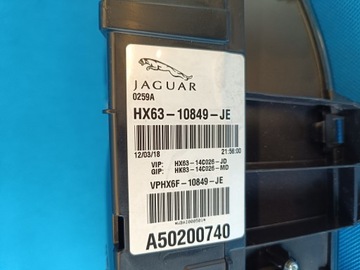 JAGUAR
0259A
HX63-10849-JE
12/03/18 21:58:00
VIP: HX63-14C026-JD
GIP: HK83-14C026-MD
VPHX6F-10849-JE
A50200740